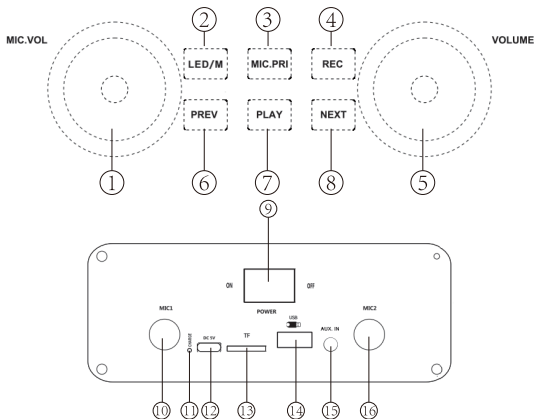 ② ③ ④
MIC.VOL LED/M MIC.PRI REC VOLUME
PREV PLAY NEXT
① ⑥ ⑦ ⑧ ⑤
⑨
ON OFF
POWER
MIC1 USB MIC2
CHARGE DC 5V TF AUX. IN
⑩ ⑪ ⑫ ⑬ ⑭ ⑮ ⑯